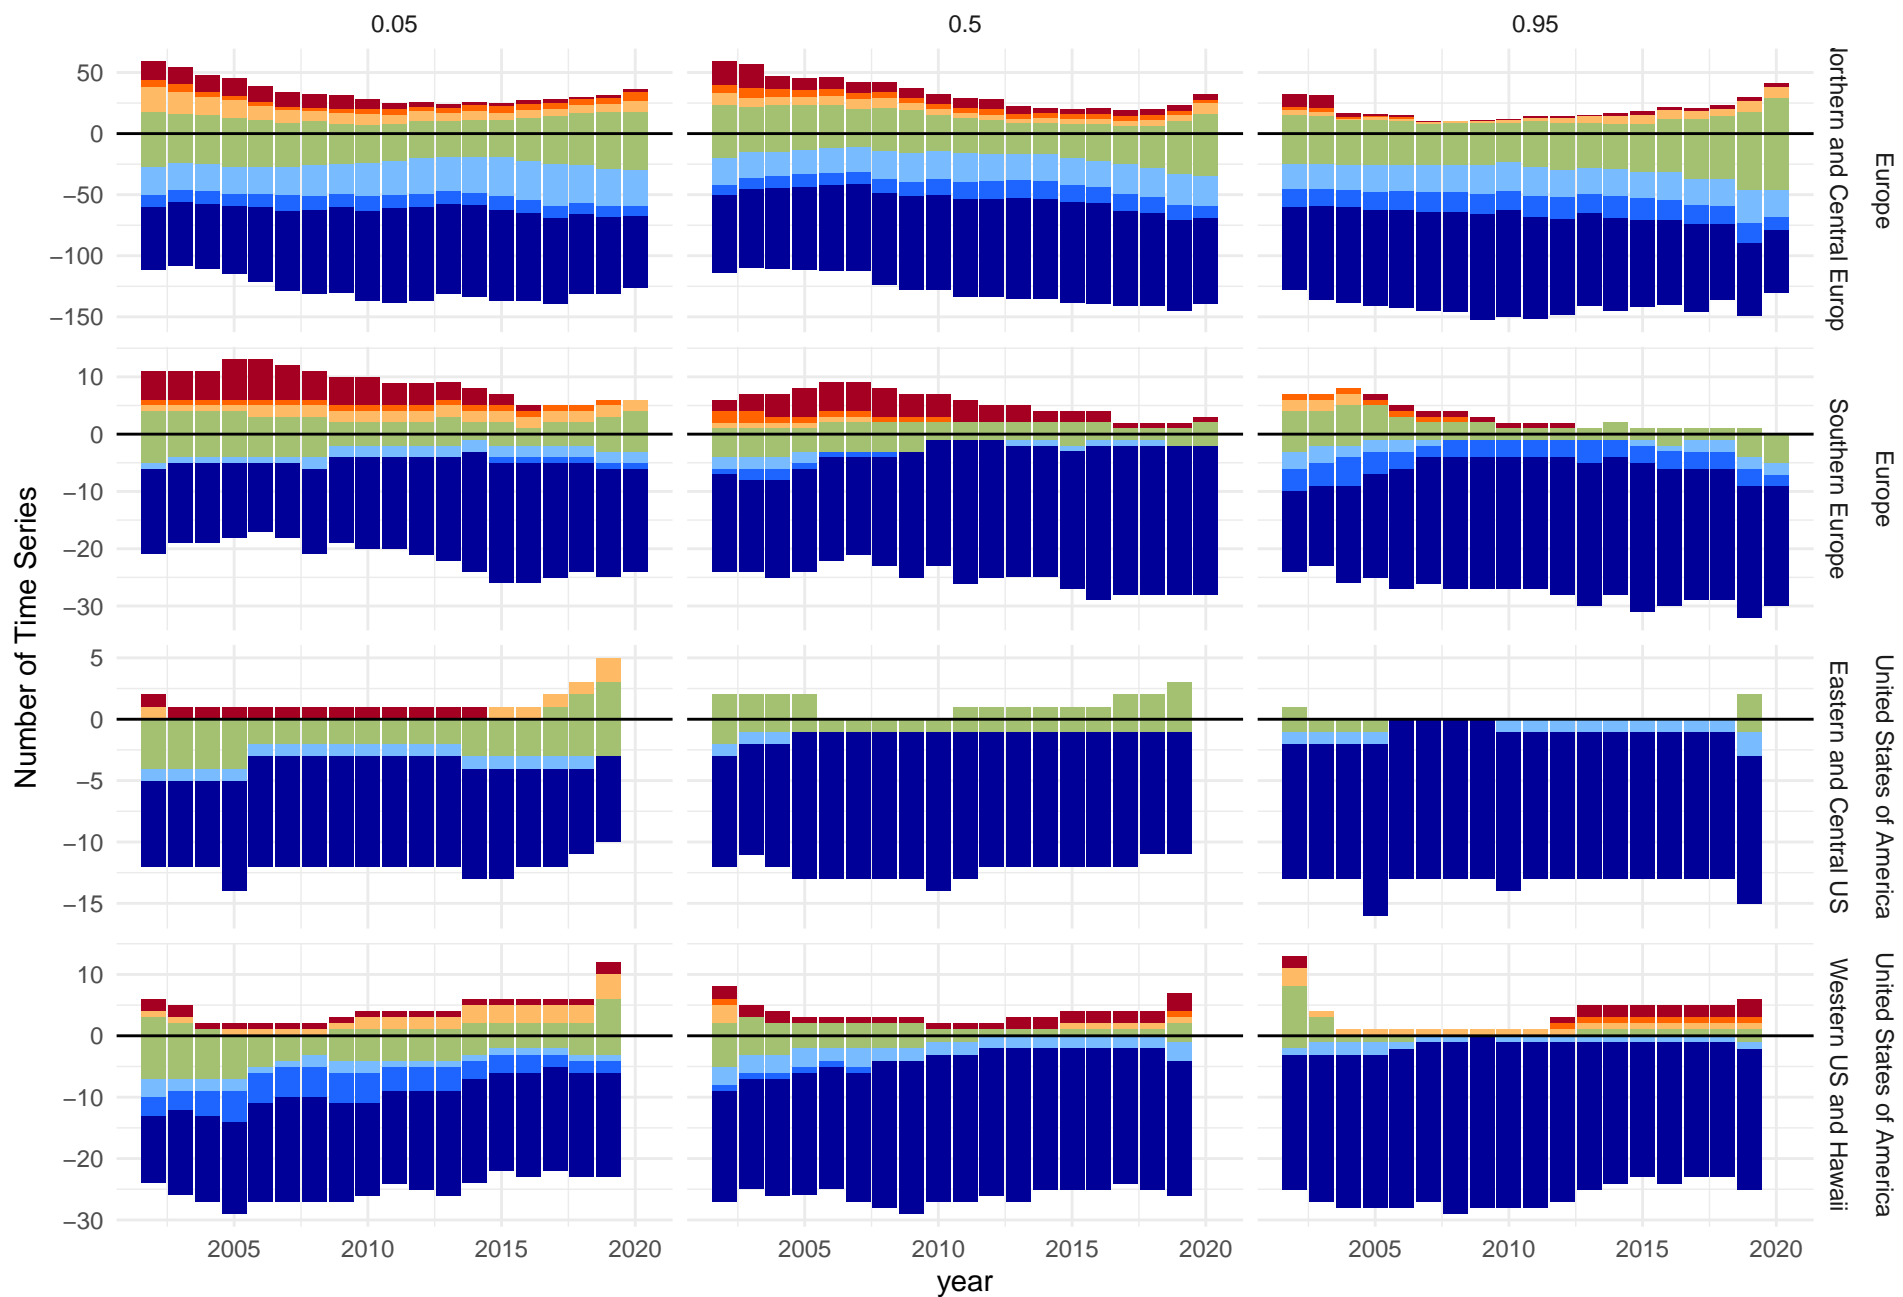 0.05 0.5 0.95
50
0
−50
−100
−150
Northern and Central Europ
Europe
10
0
−10
−20
−30
Southern Europe
Europe
5
0
−5
−10
−15
Eastern and Central US
United States of America
10
0
−10
−20
−30
Western US and Hawaii
United States of America
Number of Time Series
2005 2010 2015 2020 2005 2010 2015 2020 2005 2010 2015 2020
year